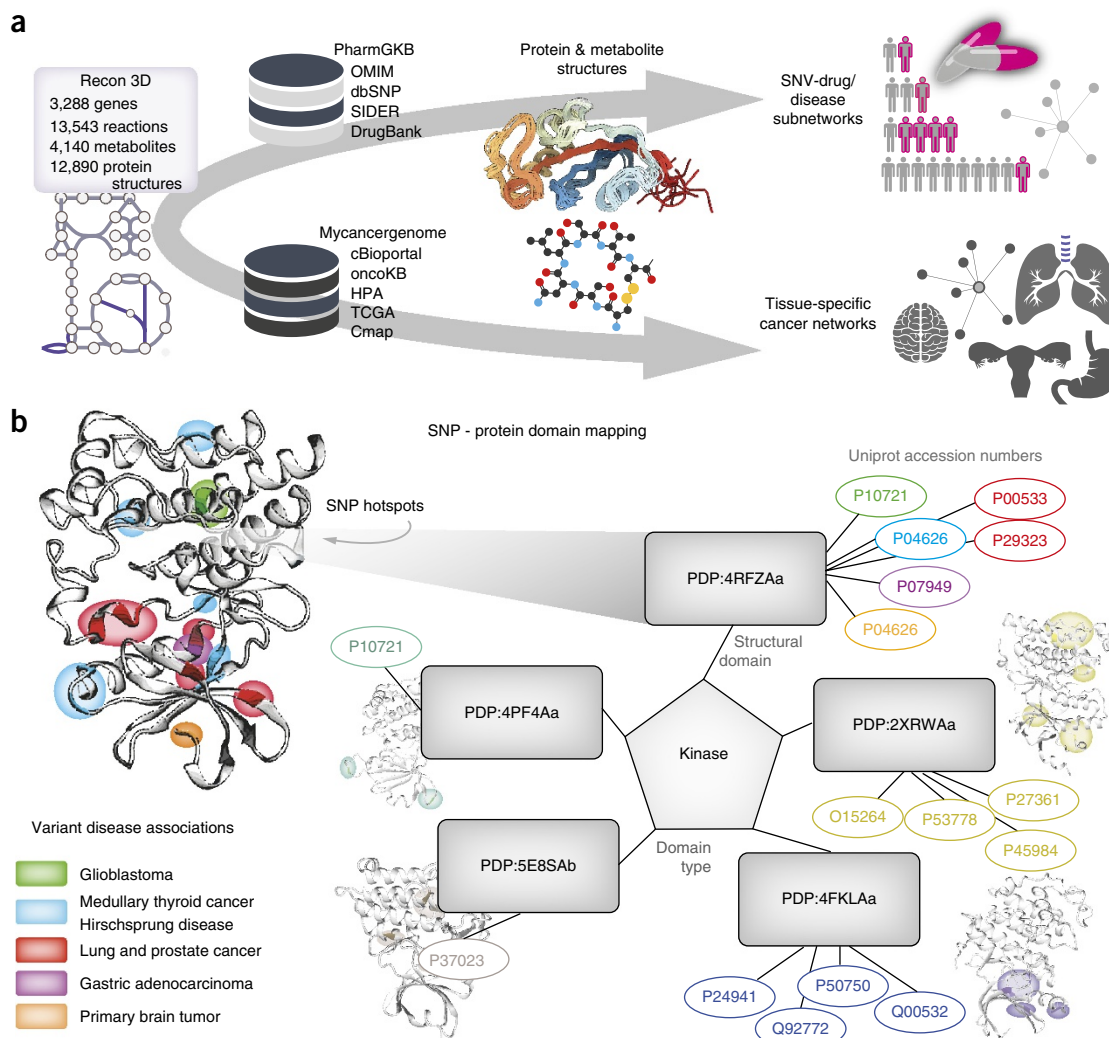 a
Recon 3D
3,288 genes
13,543 reactions
4,140 metabolites
12,890 protein
structures
PharmGKB
OMIM
dbSNP
SIDER
DrugBank
Mycancergenome
cBioportal
oncoKB
HPA
TCGA
Cmap
Protein & metabolite
structures
SNV-drug/
disease
subnetworks
Tissue-specific
cancer networks
b
SNP - protein domain mapping
SNP hotspots
Uniprot accession numbers
P10721
P00533
P04626
P29323
P07949
P04626
PDP:4RFZAa
Structural
domain
P10721
PDP:4PF4Aa
Kinase
PDP:2XRWAa
O15264
P53778
P27361
P45984
Domain
type
PDP:5E8SAb
P37023
PDP:4FKLAa
P24941
Q92772
P50750
Q00532
Variant disease associations
Glioblastoma
Medullary thyroid cancer
Hirschsprung disease
Lung and prostate cancer
Gastric adenocarcinoma
Primary brain tumor